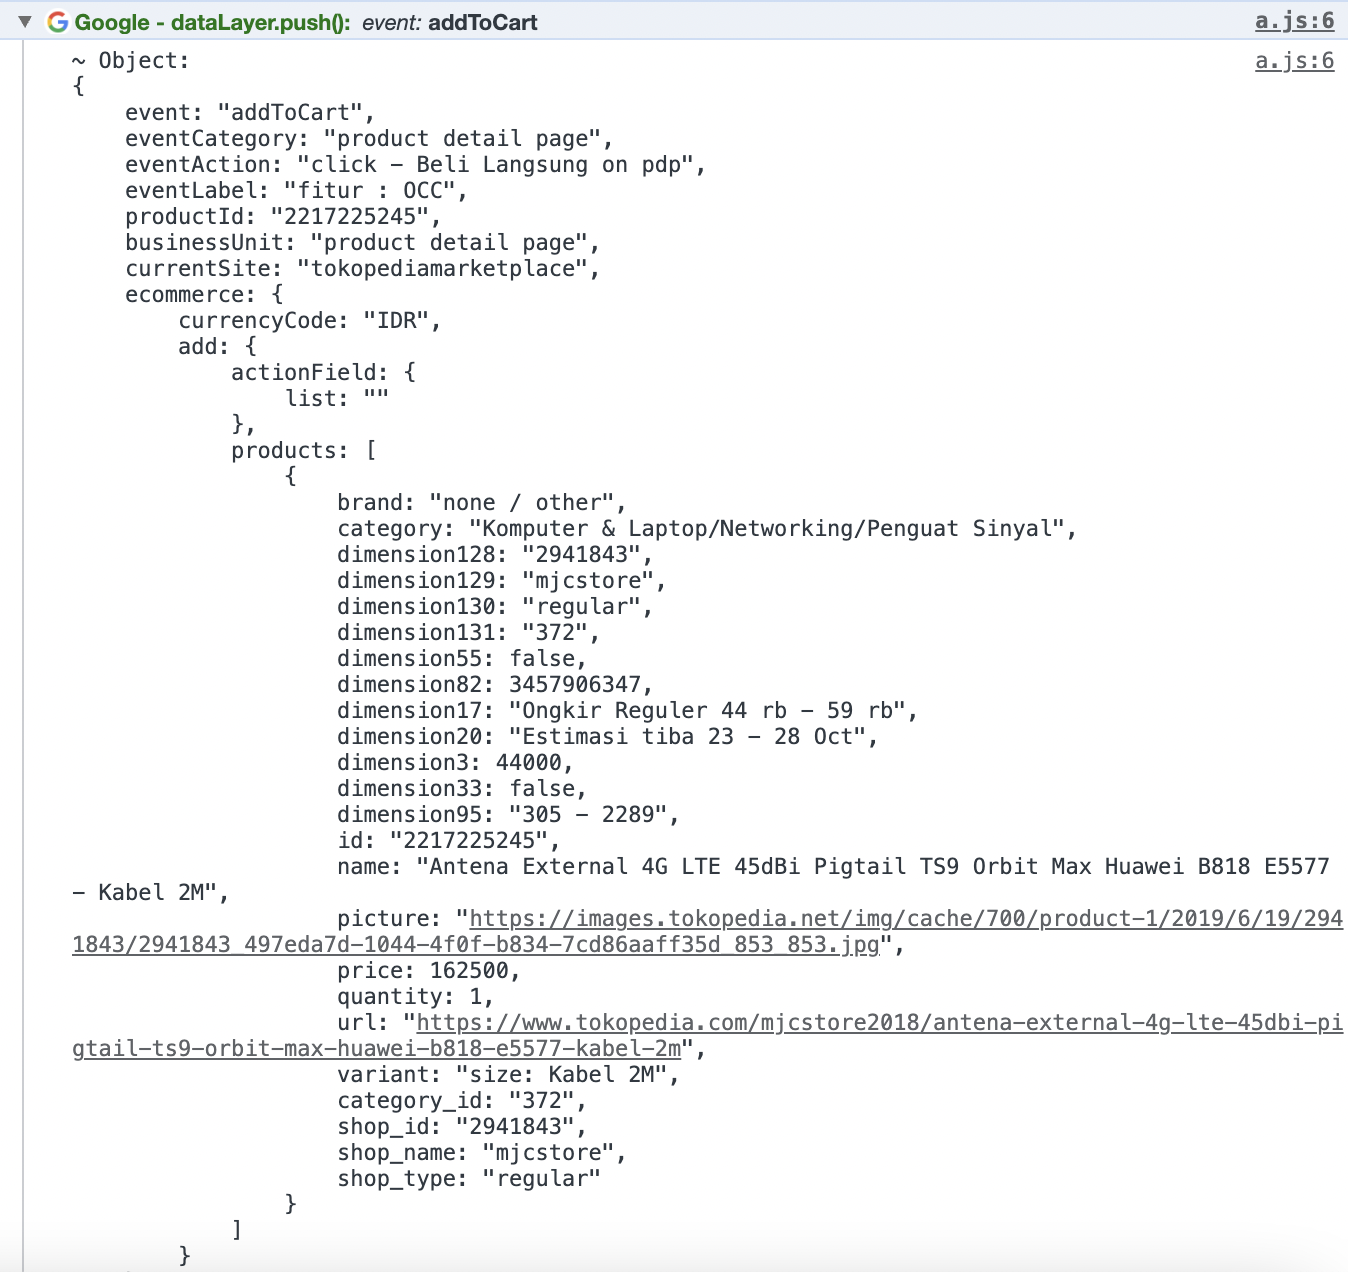 ▼ Google - dataLayer.push(): event: addToCart a.js:6
~ Object: a.js:6
{
event: "addToCart",
eventCategory: "product detail page",
eventAction: "click – Beli Langsung on pdp",
eventLabel: "fitur : OCC",
productId: "2217225245",
businessUnit: "product detail page",
currentSite: "tokopediamarketplace",
ecommerce: {
currencyCode: "IDR",
add: {
actionField: {
list: ""
},
products: [
{
brand: "none / other",
category: "Komputer & Laptop/Networking/Penguat Sinyal",
dimension128: "2941843",
dimension129: "mjcstore",
dimension130: "regular",
dimension131: "372",
dimension55: false,
dimension82: 3457906347,
dimension17: "Ongkir Reguler 44 rb – 59 rb",
dimension20: "Estimasi tiba 23 – 28 Oct",
dimension3: 44000,
dimension33: false,
dimension95: "305 – 2289",
id: "2217225245",
name: "Antena External 4G LTE 45dBi Pigtail TS9 Orbit Max Huawei B818 E5577
– Kabel 2M",
picture: "https://images.tokopedia.net/img/cache/700/product-1/2019/6/19/294
1843/2941843_497eda7d-1044-4f0f-b834-7cd86aaff35d_853_853.jpg",
price: 162500,
quantity: 1,
url: "https://www.tokopedia.com/mjcstore2018/antena-external-4g-lte-45dbi-pi
gtail-ts9-orbit-max-huawei-b818-e5577-kabel-2m",
variant: "size: Kabel 2M",
category_id: "372",
shop_id: "2941843",
shop_name: "mjcstore",
shop_type: "regular"
}
]
}